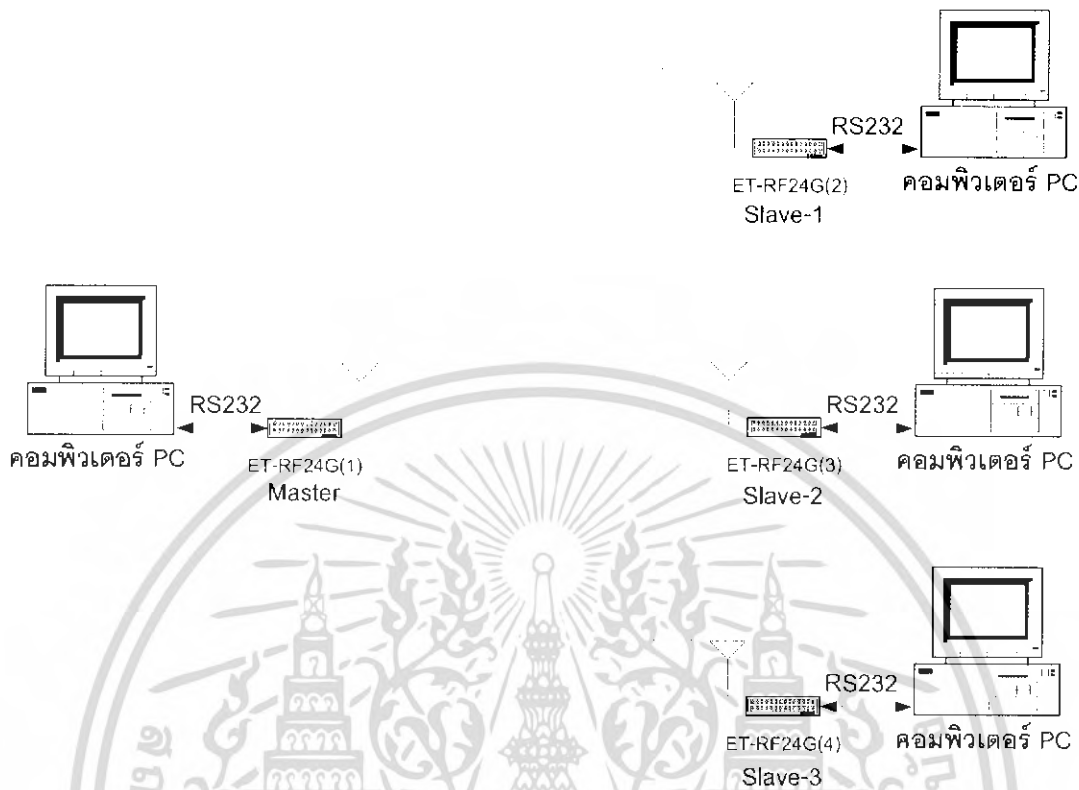 RS232
ET-RF24G(2)
Slave-1
คอมพิวเตอร์ PC
คอมพิวเตอร์ PC
RS232
ET-RF24G(1)
Master
RS232
ET-RF24G(3)
Slave-2
คอมพิวเตอร์ PC
RS232
ET-RF24G(4)
Slave-3
คอมพิวเตอร์ PC